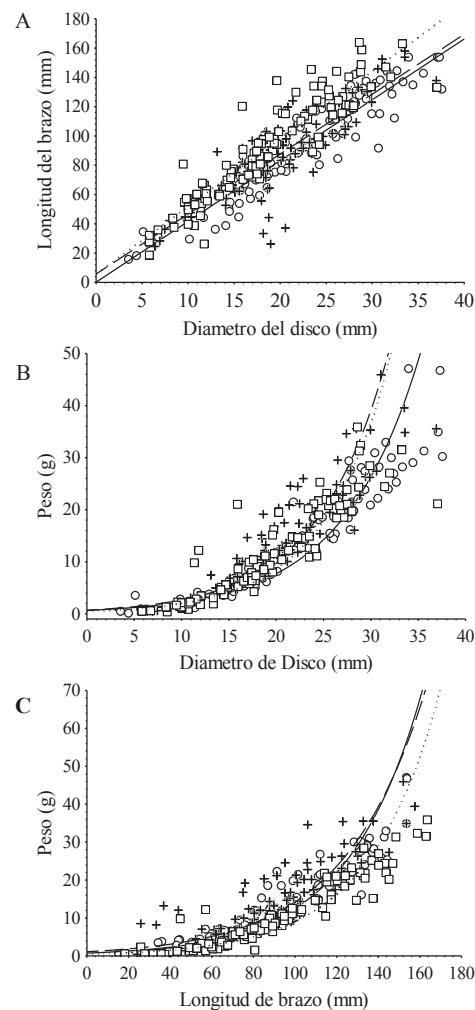 A
Longitud del brazo (mm)
180
160
140
120
100
80
60
40
20
0
0 5 10 15 20 25 30 35 40
Diametro del disco (mm)
B
Peso (g)
50
40
30
20
10
0
0 5 10 15 20 25 30 35 40
Diametro de Disco (mm)
C
Peso (g)
70
60
50
40
30
20
10
0
0 20 40 60 80 100 120 140 160 180
Longitud de brazo (mm)